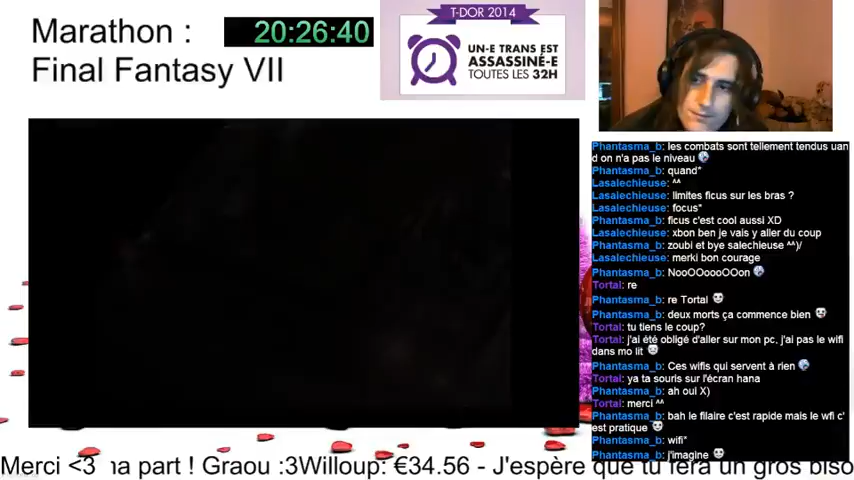 Marathon :
20:26:40
Final Fantasy VII
T-DOR 2014
UN-E TRANS EST
ASSASSINÉ-E
TOUTES LES 32H
Phantasma_b: les combats sont tellement tendus uan
d on n'a pas le niveau
Phantasma_b: quand*
Lasalechieuse: ^^
Lasalechieuse: limites ficus sur les bras ?
Lasalechieuse: focus*
Phantasma_b: ficus c'est cool aussi XD
Lasalechieuse: xbon ben je vais y aller du coup
Phantasma_b: zoubi et bye salechieuse ^^)/
Lasalechieuse: merki bon courage
Phantasma_b: NooOOoooOOon
Tortai: re
Phantasma_b: re Tortal
Phantasma_b: deux morts ça commence bien
Tortai: tu tiens le coup?
Tortai: j'ai été obligé d'aller sur mon pc, j'ai pas le wifi
dans mo lit
Phantasma_b: Ces wifis qui servent à rien
Tortai: ya ta souris sur l'écran hana
Phantasma_b: ah oui X)
Tortai: merci ^^
Phantasma_b: bah le filaire c'est rapide mais le wfi c'
est pratique
Phantasma_b: wifi*
Phantasma_b: j'imagine
Merci <3 na part ! Graou :3Willoup: €34.56 - J'espère que tu fera un gros biso